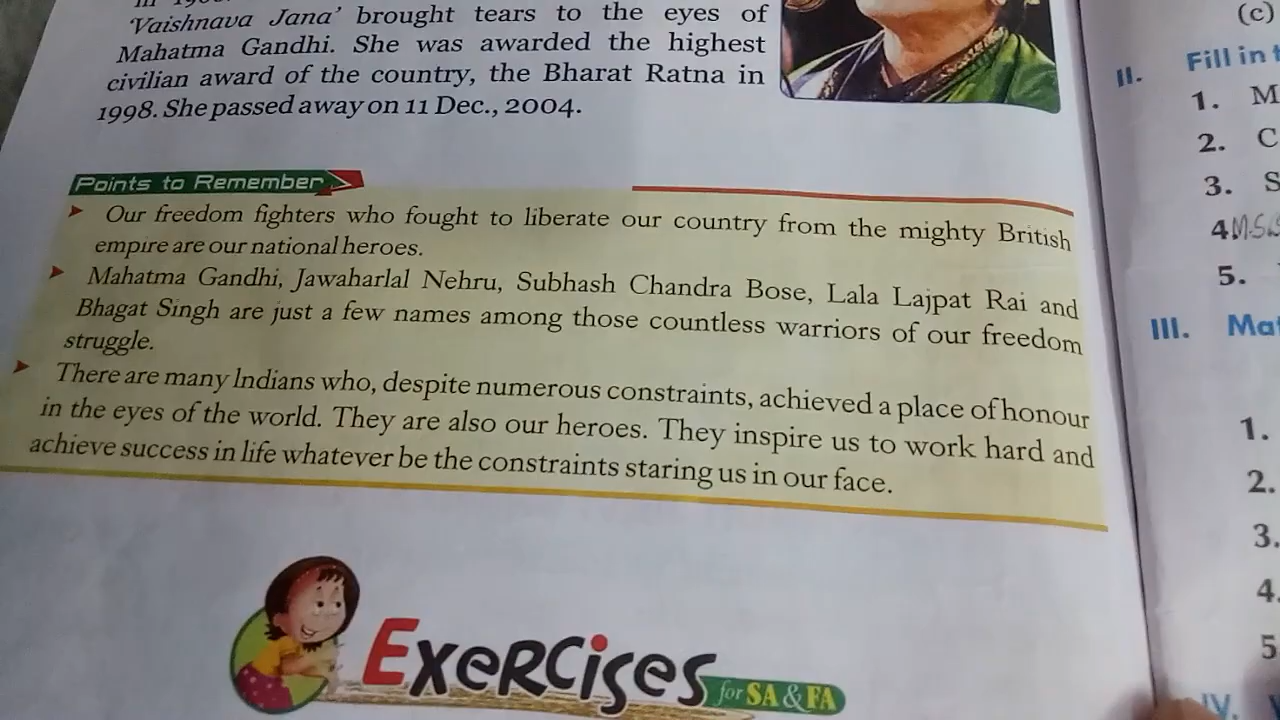 'Vaishnava Jana' brought tears to the eyes of
Mahatma Gandhi. She was awarded the highest
civilian award of the country, the Bharat Ratna in
1998. She passed away on 11 Dec., 2004.
Points to Remember
Our freedom fighters who fought to liberate our country from the mighty British
empire are our national heroes.
Mahatma Gandhi, Jawaharlal Nehru, Subhash Chandra Bose, Lala Lajpat Rai and
Bhagat Singh are just a few names among those countless warriors of our freedom
struggle.
There are many Indians who, despite numerous constraints, achieved a place of honour
in the eyes of the world. They are also our heroes. They inspire us to work hard and
achieve success in life whatever be the constraints staring us in our face.
Exercises for SA & FA
(c)
II. Fill in
1. M
2. C
3. S
4
5.
III.
1.
2.
3.
4.
5
IV.